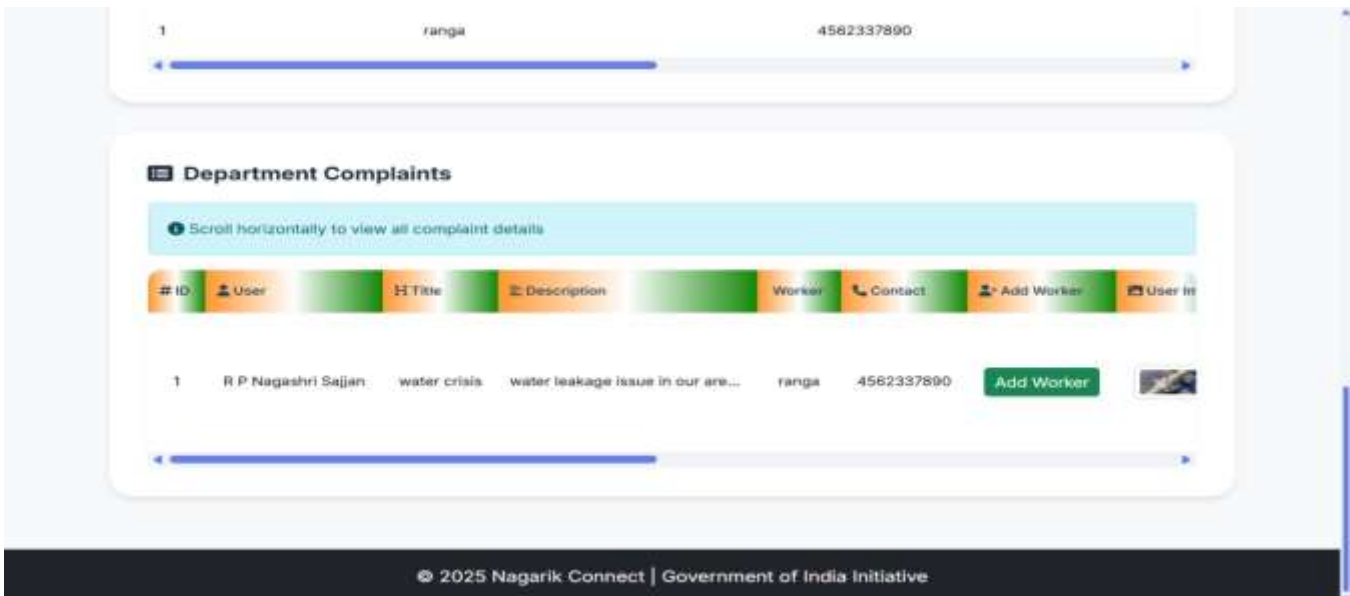 1 ranga 4562337890
Department Complaints
Scroll horizontally to view all complaint details
# ID User Title Description Worker Contact Add Worker User Im
1 R P Nagashri Sajjan water crisis water leakage issue in our are... ranga 4562337890 Add Worker
© 2025 Nagarik Connect | Government of India Initiative